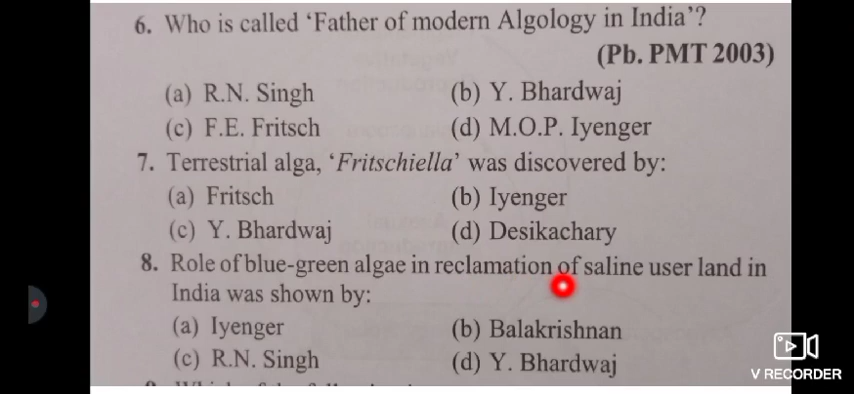 6. Who is called ‘Father of modern Algology in India’?
(Pb. PMT 2003)
(a) R.N. Singh (b) Y. Bhardwaj
(c) F.E. Fritsch (d) M.O.P. Iyenger
7. Terrestrial alga, ‘Fritschiella’ was discovered by:
(a) Fritsch (b) Iyenger
(c) Y. Bhardwaj (d) Desikachary
8. Role of blue-green algae in reclamation of saline user land in
India was shown by:
(a) Iyenger (b) Balakrishnan
(c) R.N. Singh (d) Y. Bhardwaj
V RECORDER